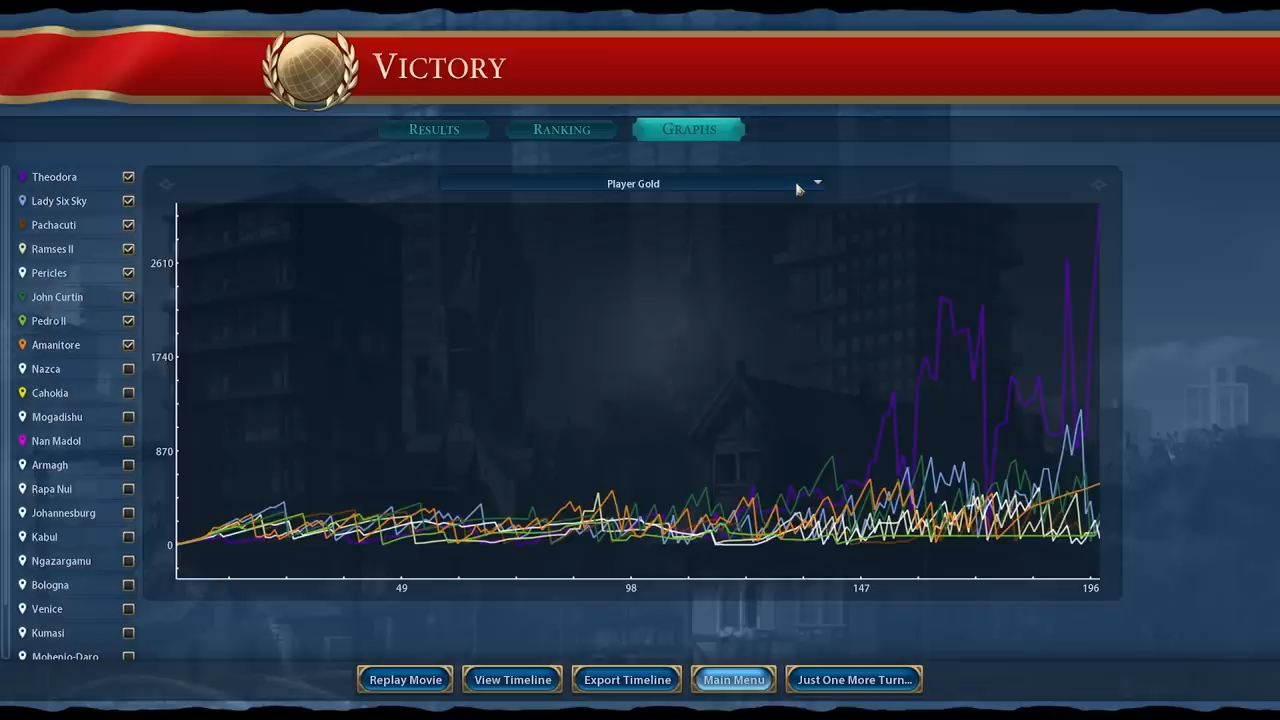 VICTORY
RESULTS
RANKING
GRAPHS
Theodora
Lady Six Sky
Pachacuti
Ramses II
Pericles
John Curtin
Pedro II
Amanitore
Nazca
Cahokia
Mogadishu
Nan Madol
Armagh
Rapa Nui
Johannesburg
Kabul
Ngazargamu
Bologna
Venice
Kumasi
Mohenjo-Daro
Player Gold
2610
1740
870
0
49
98
147
196
Replay Movie
View Timeline
Export Timeline
Main Menu
Just One More Turn...